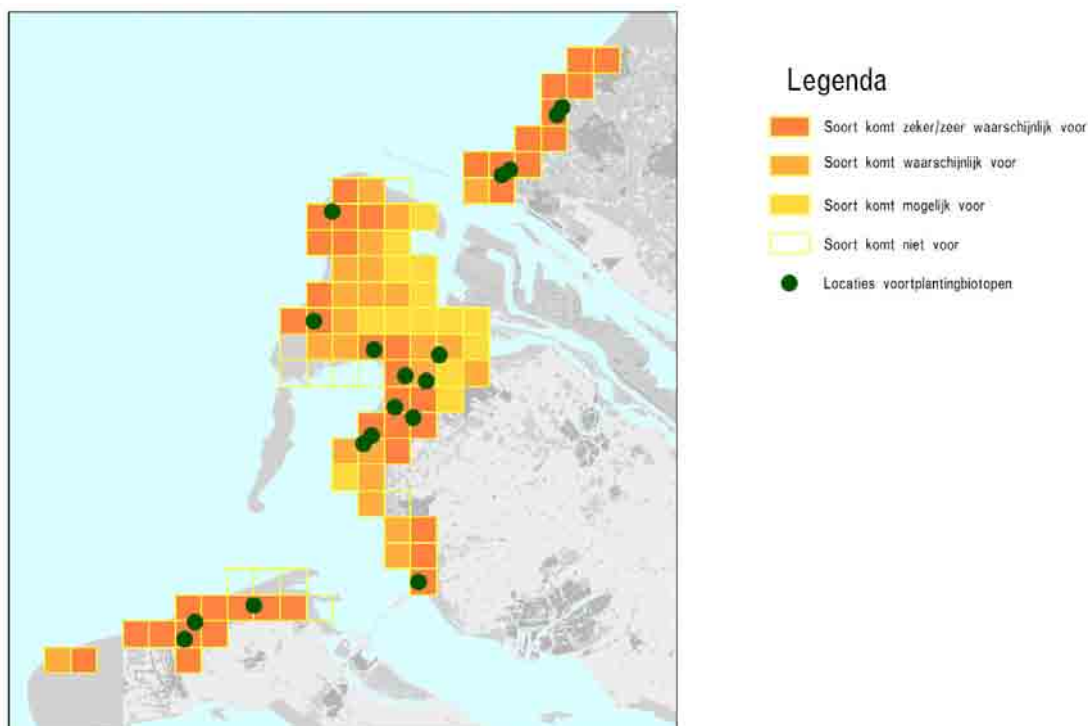 Legenda
Soort komt zeker/zeer waarschijnlijk voor
Soort komt waarschijnlijk voor
Soort komt mogelijk voor
Soort komt niet voor
Locaties voortplantingbiotopen